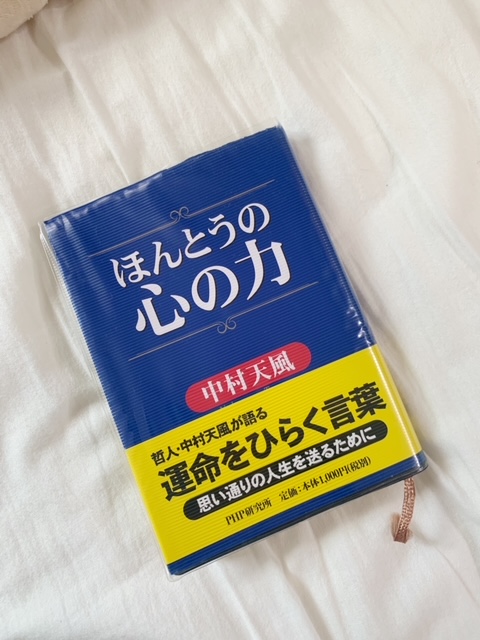 ほんとうの
心の力
中村天風
哲人・中村天風が語る
運命をひらく言葉
思い通りの人生を送るために
PHP研究所 定価：本体1,000円(税別)